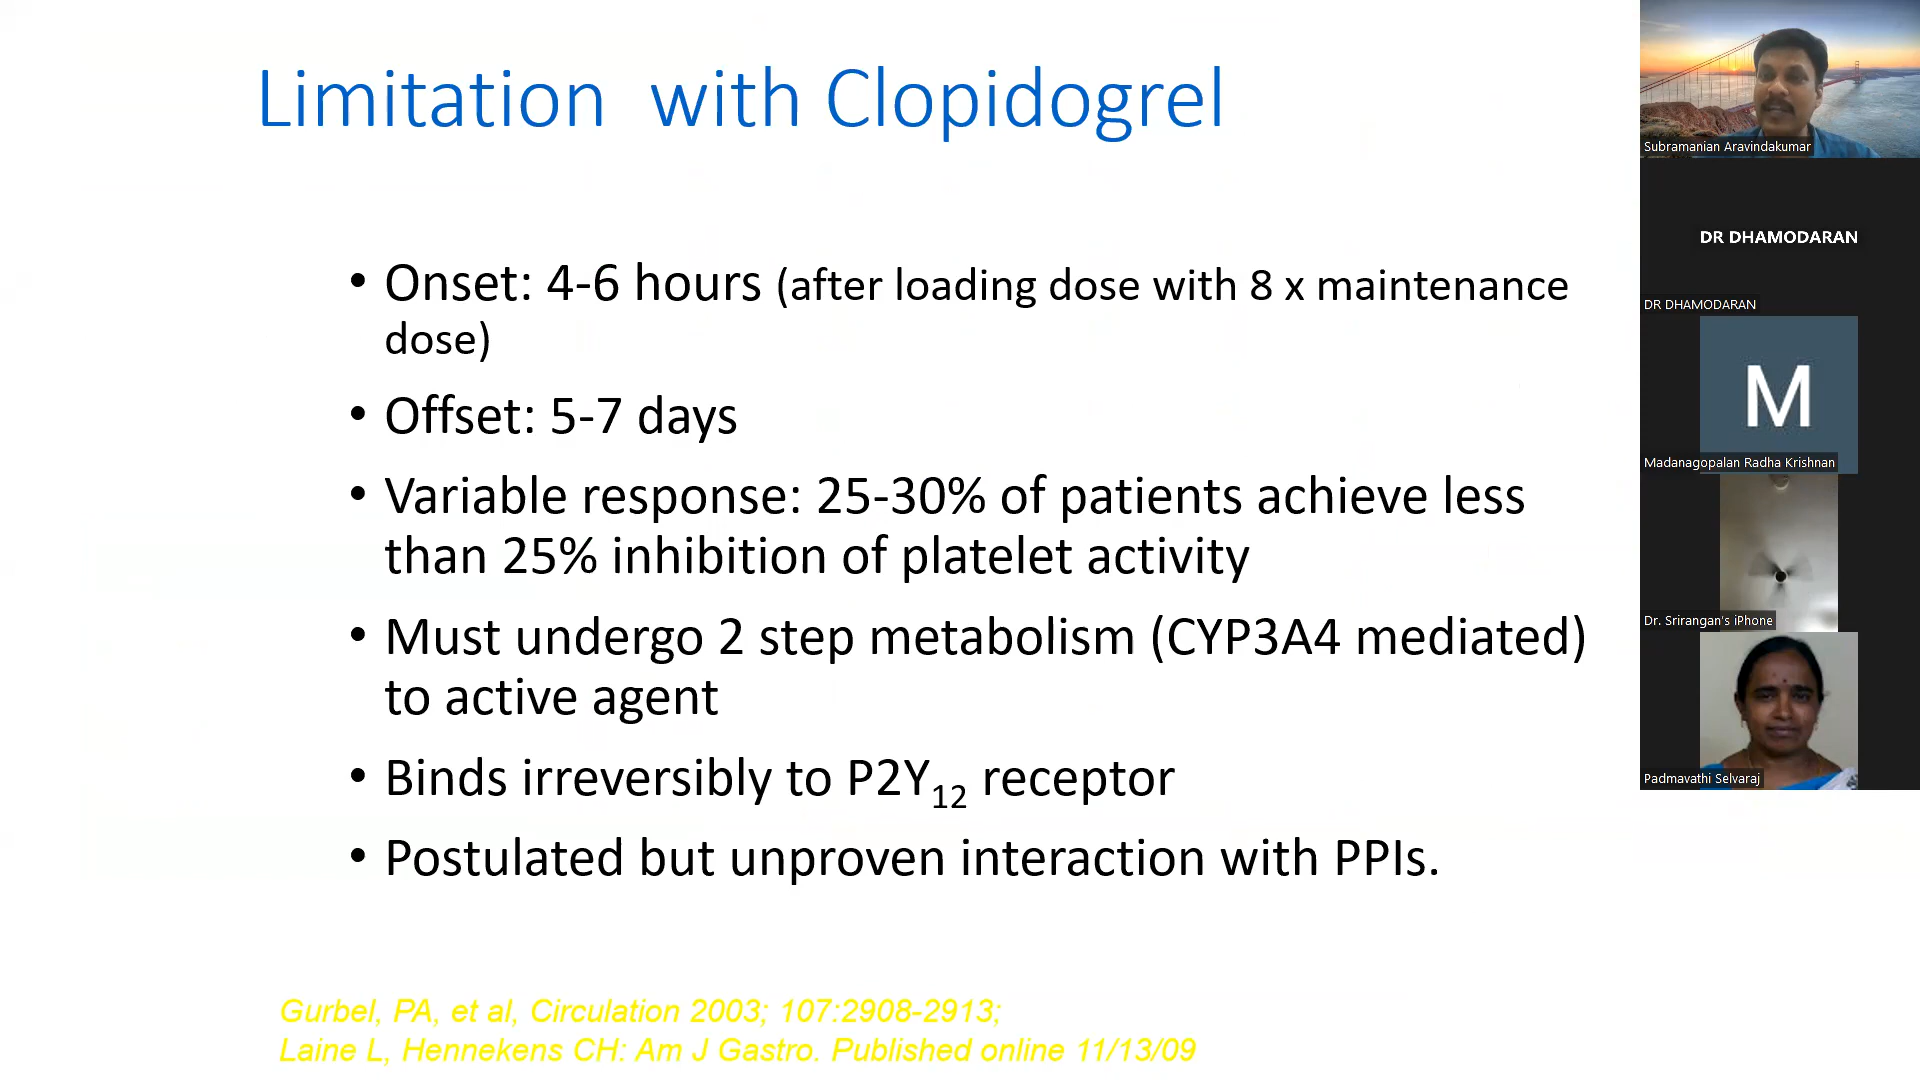 Limitation with Clopidogrel
• Onset: 4-6 hours (after loading dose with 8 x maintenance
dose)
• Offset: 5-7 days
• Variable response: 25-30% of patients achieve less
than 25% inhibition of platelet activity
• Must undergo 2 step metabolism (CYP3A4 mediated)
to active agent
• Binds irreversibly to P2Y12 receptor
• Postulated but unproven interaction with PPIs.
Gurbel, PA, et al, Circulation 2003; 107:2908-2913;
Laine L, Hennekens CH: Am J Gastro. Published online 11/13/09
Subramanian Aravindakumar
DR DHAMODARAN
DR DHAMODARAN
M
Madanagopalan Radha Krishnan
Dr. Srirangan's iPhone
Padmavathi Selvaraj